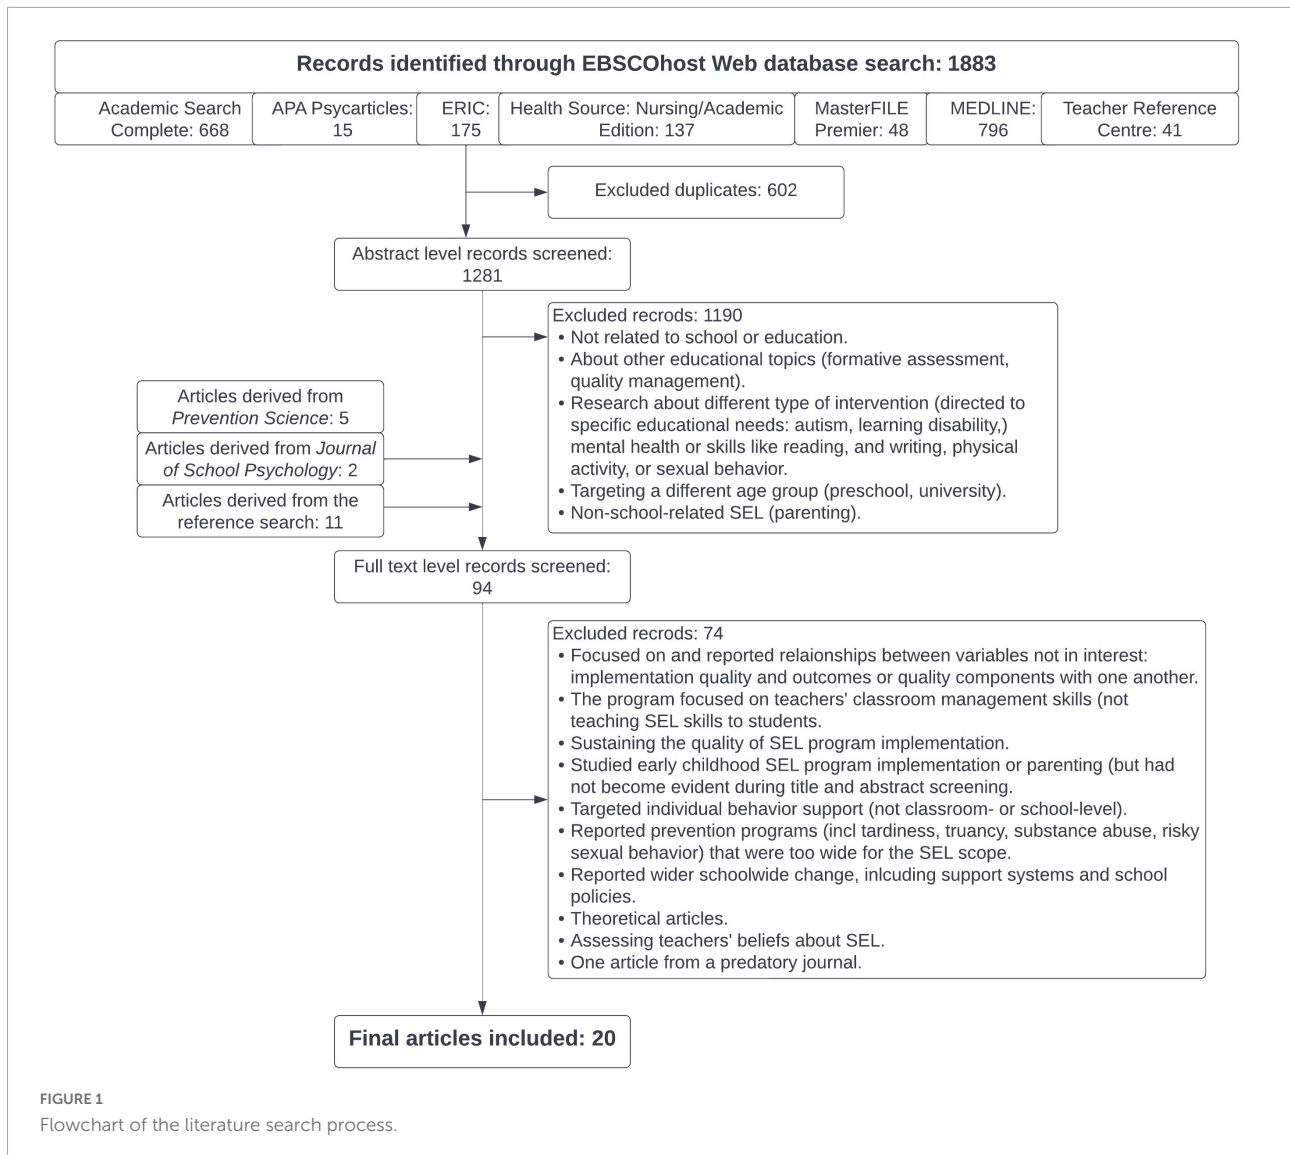 Records identified through EBSCOhost Web database search: 1883
Academic Search
Complete: 668
APA Psycarticles:
15
ERIC:
175
Health Source: Nursing/Academic
Edition: 137
MasterFILE
Premier: 48
MEDLINE:
796
Teacher Reference
Centre: 41
Excluded duplicates: 602
Abstract level records screened:
1281
Excluded recrods: 1190
• Not related to school or education.
• About other educational topics (formative assessment,
quality management).
• Research about different type of intervention (directed to
specific educational needs: autism, learning disability,)
mental health or skills like reading, and writing, physical
activity, or sexual behavior.
• Targeting a different age group (preschool, university).
• Non-school-related SEL (parenting).
Articles derived from
Prevention Science: 5
Articles derived from Journal
of School Psychology: 2
Articles derived from the
reference search: 11
Full text level records screened:
94
Excluded recrods: 74
• Focused on and reported relaionships between variables not in interest:
implementation quality and outcomes or quality components with one another.
• The program focused on teachers' classroom management skills (not
teaching SEL skills to students.
• Sustaining the quality of SEL program implementation.
• Studied early childhood SEL program implementation or parenting (but had
not become evident during title and abstract screening.
• Targeted individual behavior support (not classroom- or school-level).
• Reported prevention programs (incl tardiness, truancy, substance abuse, risky
sexual behavior) that were too wide for the SEL scope.
• Reported wider schoolwide change, inlcuding support systems and school
policies.
• Theoretical articles.
• Assessing teachers' beliefs about SEL.
• One article from a predatory journal.
Final articles included: 20
FIGURE 1
Flowchart of the literature search process.